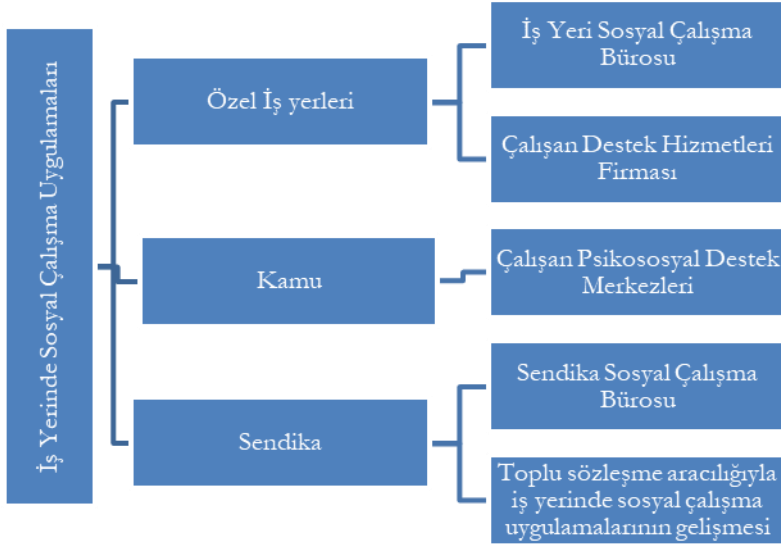 İş Yerinde Sosyal Çalışma Uygulamaları
Özel İş yerleri
İş Yeri Sosyal Çalışma
Bürosu
Çalışan Destek Hizmetleri
Firması
Kamu
Çalışan Psikososyal Destek
Merkezleri
Sendika
Sendika Sosyal Çalışma
Bürosu
Toplu sözleşme aracılığıyla
iş yerinde sosyal çalışma
uygulamalarının gelişmesi